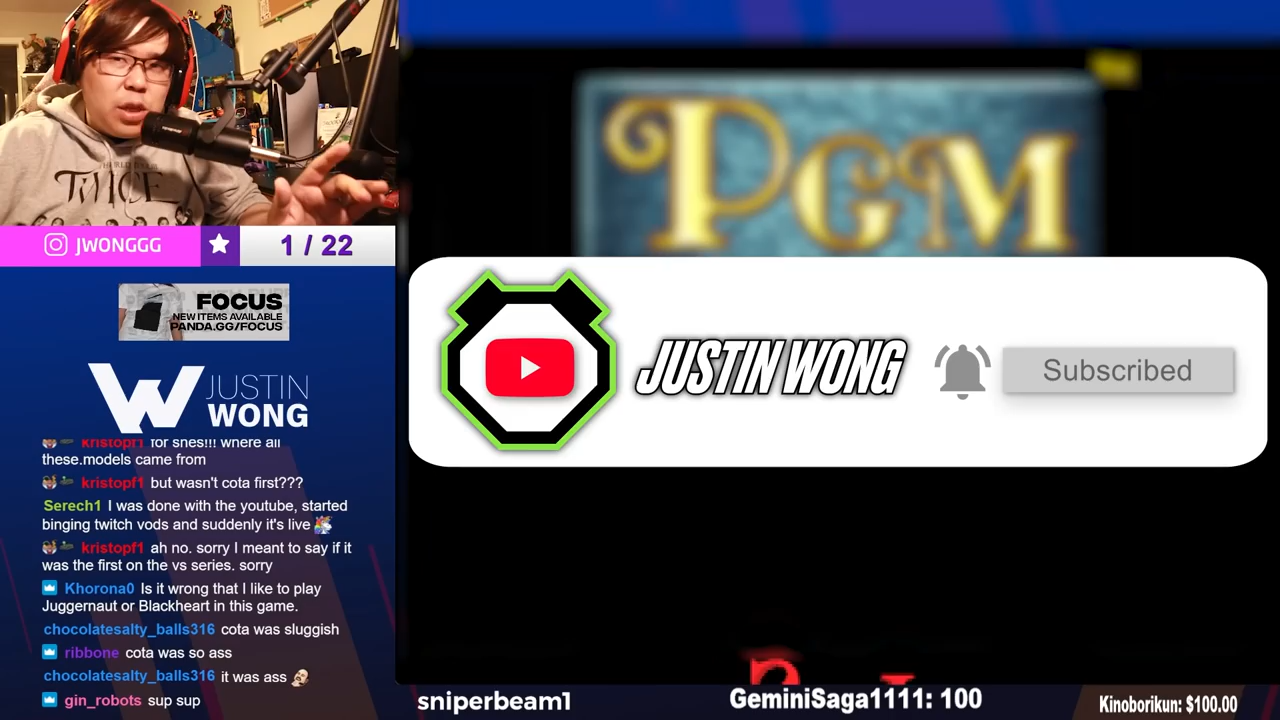 TWICE
JWONGGG
1 / 22
FOCUS
NEW ITEMS AVAILABLE
PANDA.GG/FOCUS
W JUSTIN
WONG
kristopf1 for snes!!! where all
these.models came from
kristopf1 but wasn't cota first???
Serech1 I was done with the youtube, started
binging twitch vods and suddenly it's live
kristopf1 ah no. sorry I meant to say if it
was the first on the vs series. sorry
Khorona0 Is it wrong that I like to play
Juggernaut or Blackheart in this game.
chocolatesalty_balls316 cota was sluggish
ribbone cota was so ass
chocolatesalty_balls316 it was ass
gin_robots sup sup
PGM
JUSTIN WONG
Subscribed
sniperbeam1
GeminiSaga1111: 100
Kinoborikun: $100.00